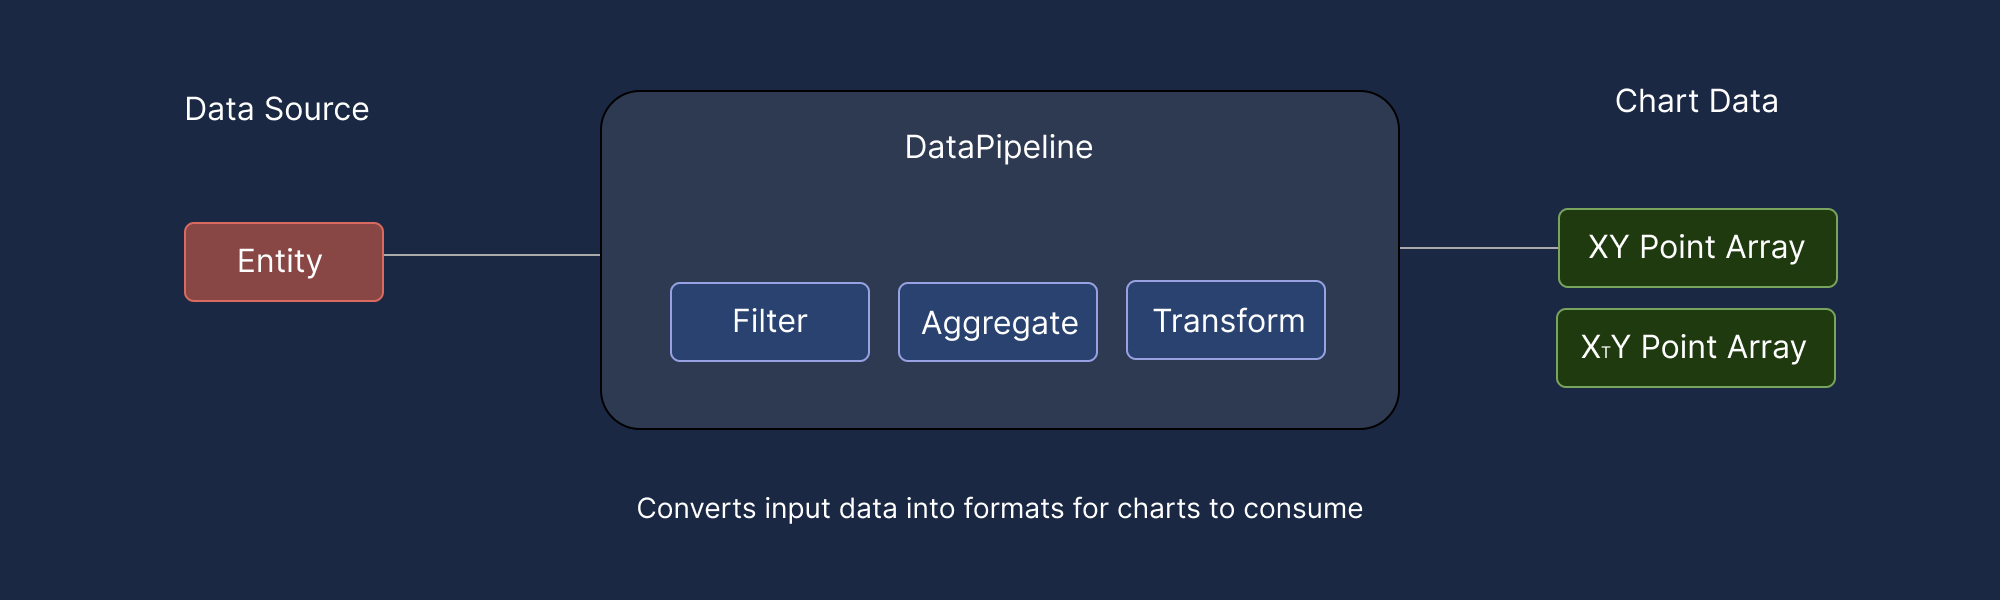 Data Source
Entity
DataPipeline
Filter
Aggregate
Transform
Converts input data into formats for charts to consume
Chart Data
XY Point Array
XTY Point Array